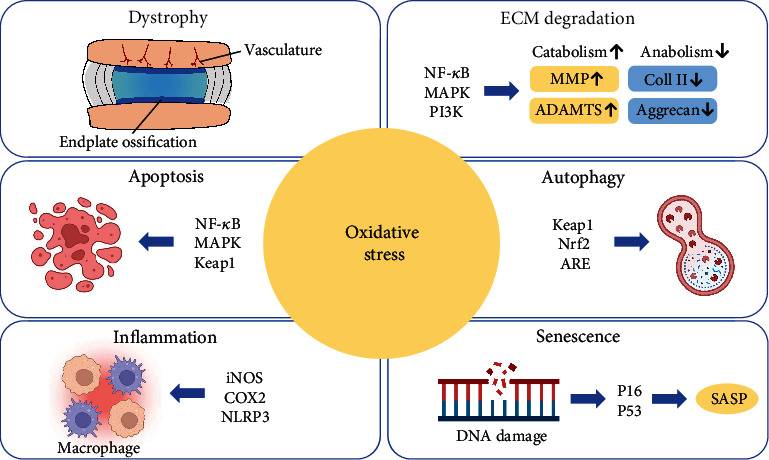 Dystrophy
Vasculature
Endplate ossification
ECM degradation
NF-κB
MAPK
PI3K
Catabolism↑
Anabolism↓
MMP↑
Coll II↓
ADAMTS↑
Aggrecan↓
Apoptosis
NF-κB
MAPK
Keap1
Oxidative
stress
Autophagy
Keap1
Nrf2
ARE
Inflammation
iNOS
COX2
NLRP3
Macrophage
Senescence
DNA damage
P16
P53
SASP